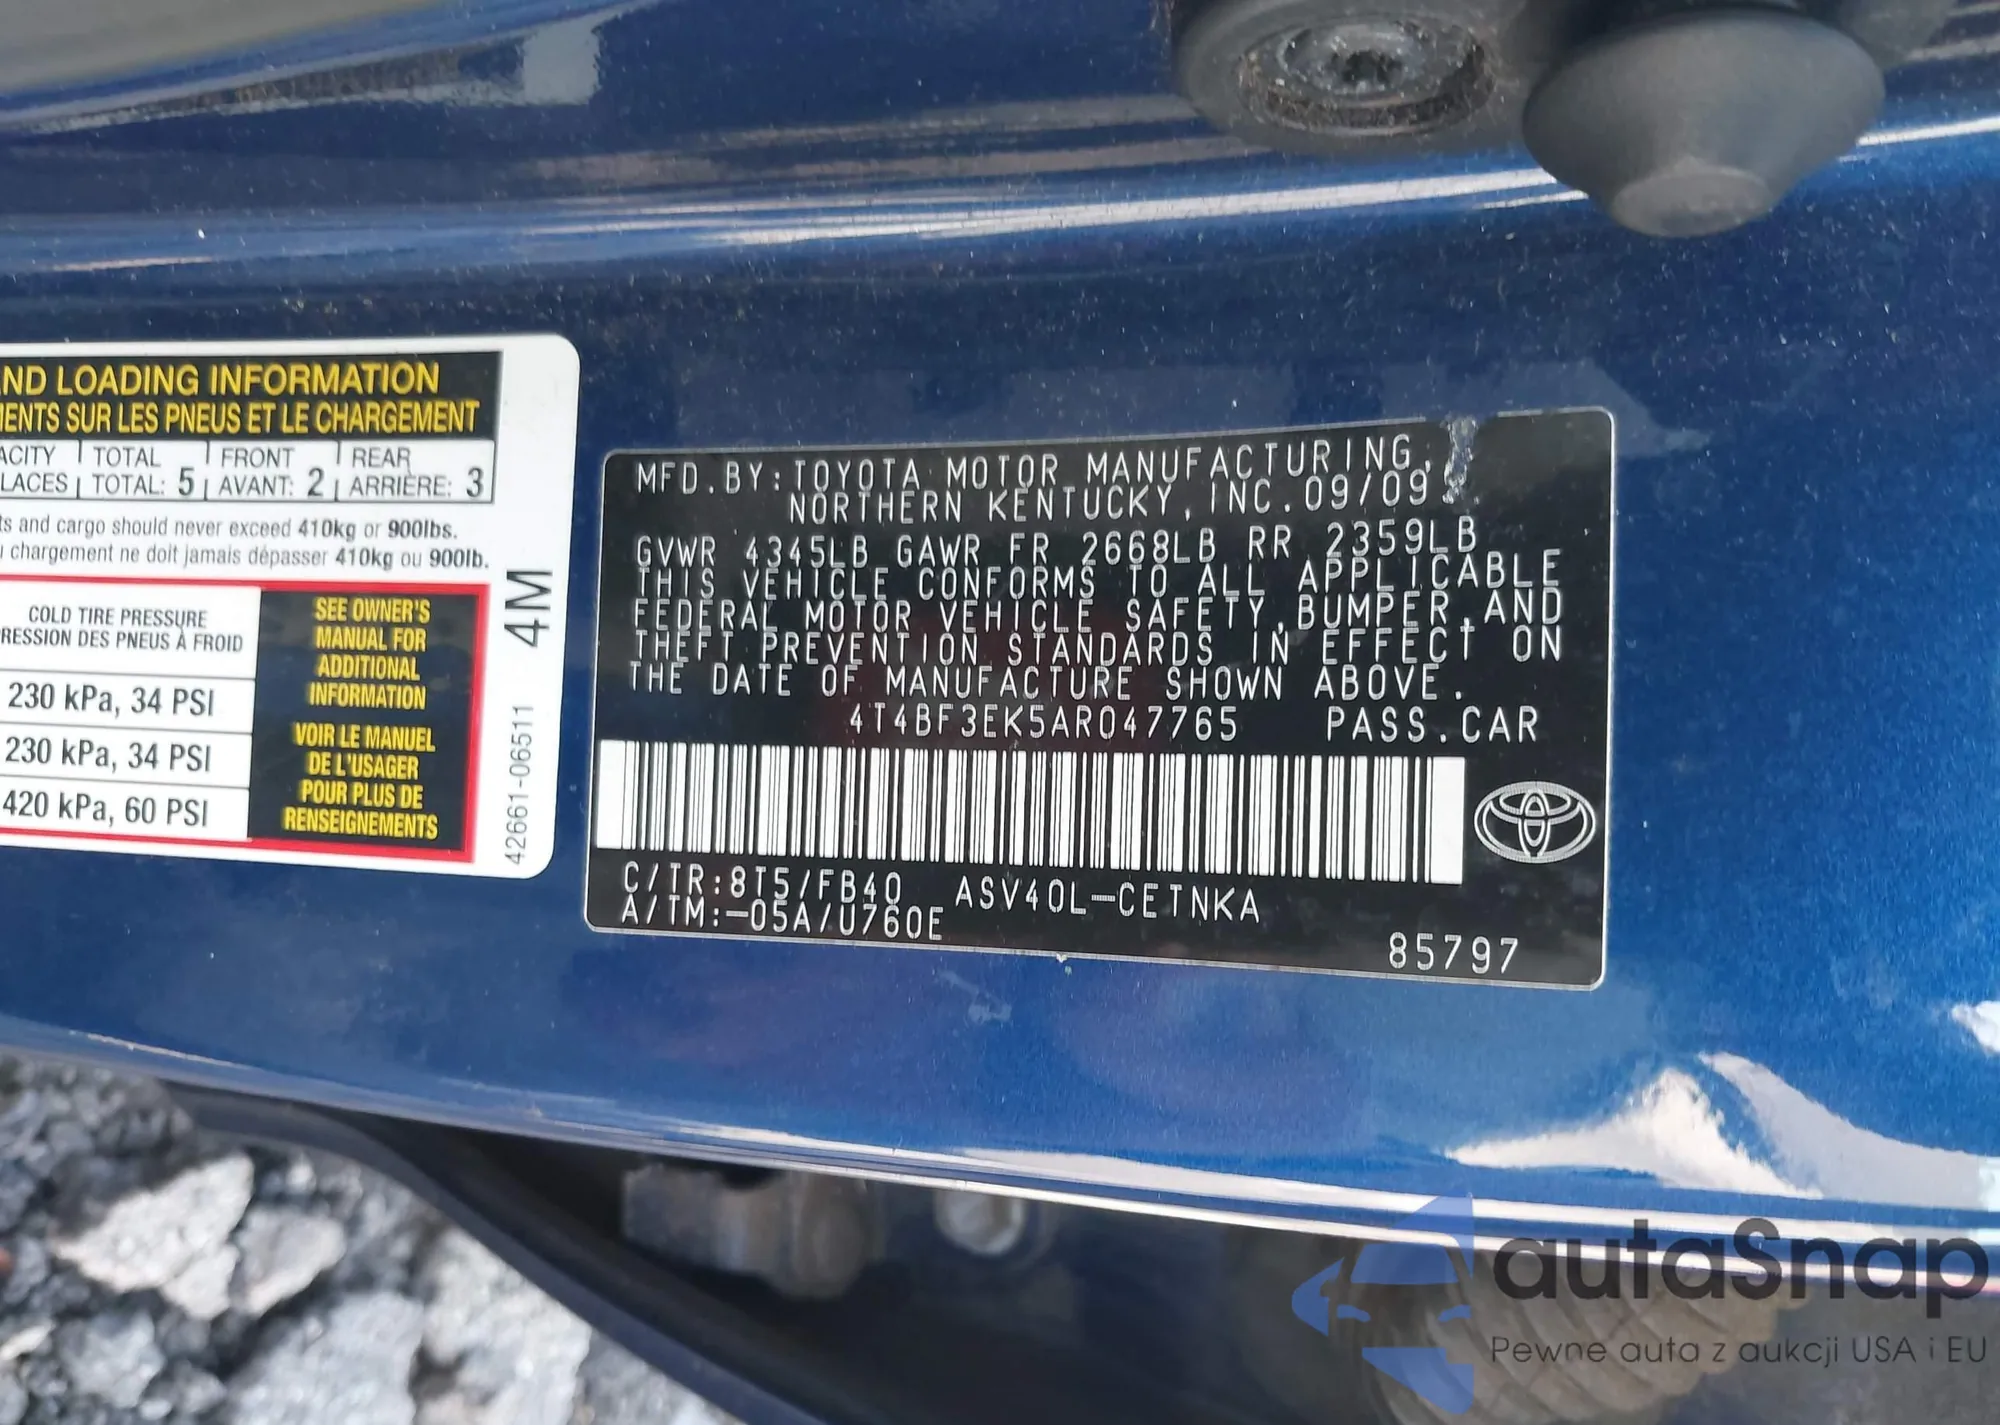 ND LOADING INFORMATION
MENTS SUR LES PNEUS ET LE CHARGEMENT
ACITY TOTAL FRONT REAR
LACES TOTAL: 5 AVANT: 2 ARRIÈRE: 3
ts and cargo should never exceed 410kg or 900lbs.
u chargement ne doit jamais dépasser 410kg ou 900lb.
COLD TIRE PRESSURE
PRESSION DES PNEUS À FROID
230 kPa, 34 PSI
230 kPa, 34 PSI
420 kPa, 60 PSI
SEE OWNER'S
MANUAL FOR
ADDITIONAL
INFORMATION
VOIR LE MANUEL
DE L'USAGER
POUR PLUS DE
RENSEIGNEMENTS
42661-06511 4M
MFD.BY:TOYOTA MOTOR MANUFACTURING,
NORTHERN KENTUCKY,INC.09/09
GVWR 4345LB GAWR FR 2668LB RR 2359LB
THIS VEHICLE CONFORMS TO ALL APPLICABLE
FEDERAL MOTOR VEHICLE SAFETY,BUMPER,AND
THEFT PREVENTION STANDARDS IN EFFECT ON
THE DATE OF MANUFACTURE SHOWN ABOVE.
4T4BF3EK5AR047765 PASS.CAR
C/TR:8T5/FB40 ASV40L-CETNKA
A/TM:-05A/U760E
85797
autaSnap
Pewne auta z aukcji USA i EU